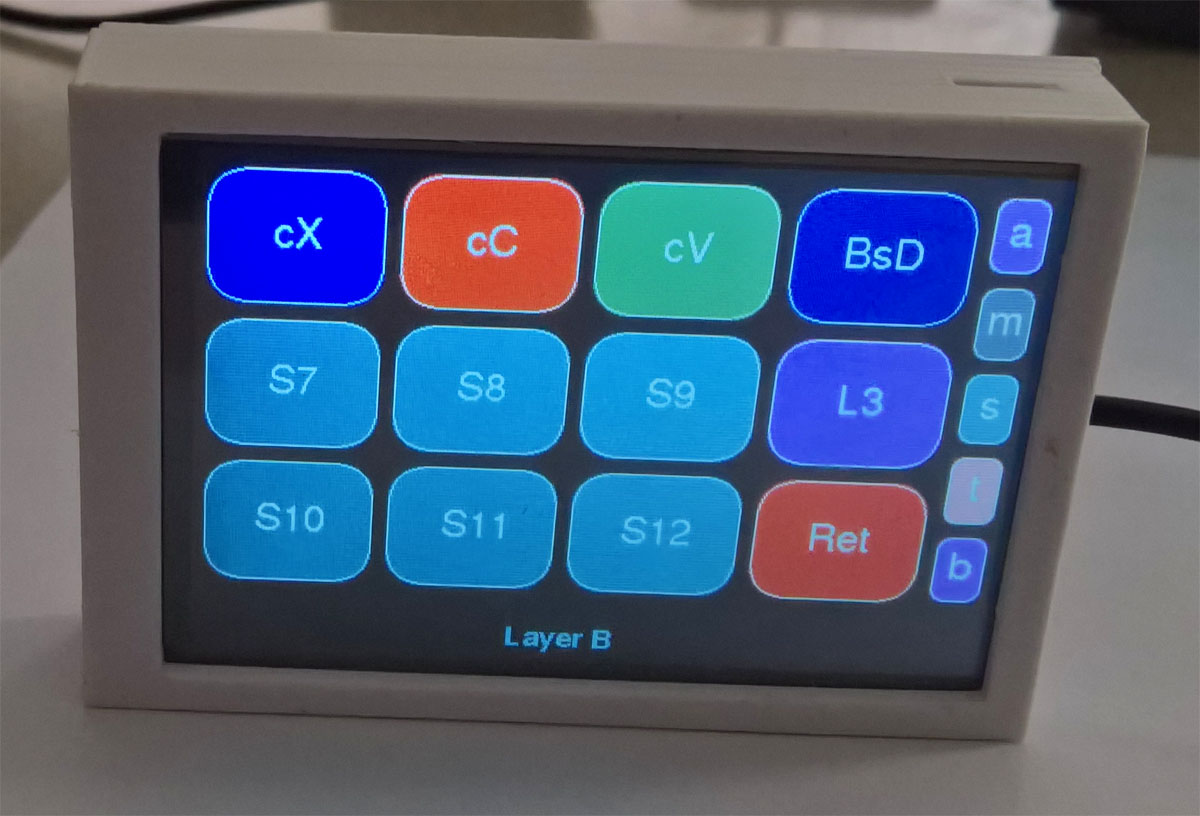 cX cC cV BsD a
m
S7 S8 S9 L3 s
t
S10 S11 S12 Ret b
Layer B